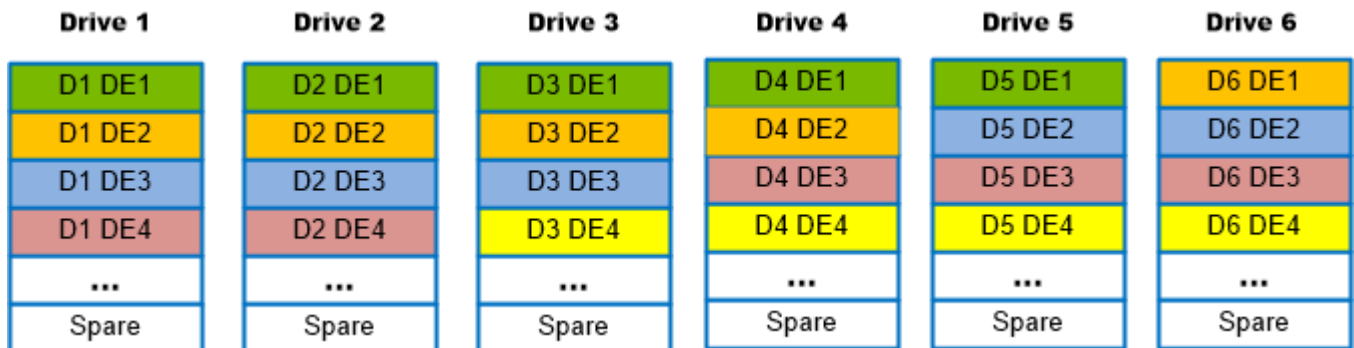 Drive 1 Drive 2 Drive 3 Drive 4 Drive 5 Drive 6
D1 DE1 D2 DE1 D3 DE1 D4 DE1 D5 DE1 D6 DE1
D1 DE2 D2 DE2 D3 DE2 D4 DE2 D5 DE2 D6 DE2
D1 DE3 D2 DE3 D3 DE3 D4 DE3 D5 DE3 D6 DE3
D1 DE4 D2 DE4 D3 DE4 D4 DE4 D5 DE4 D6 DE4
... ... ... ... ... ...
Spare Spare Spare Spare Spare Spare